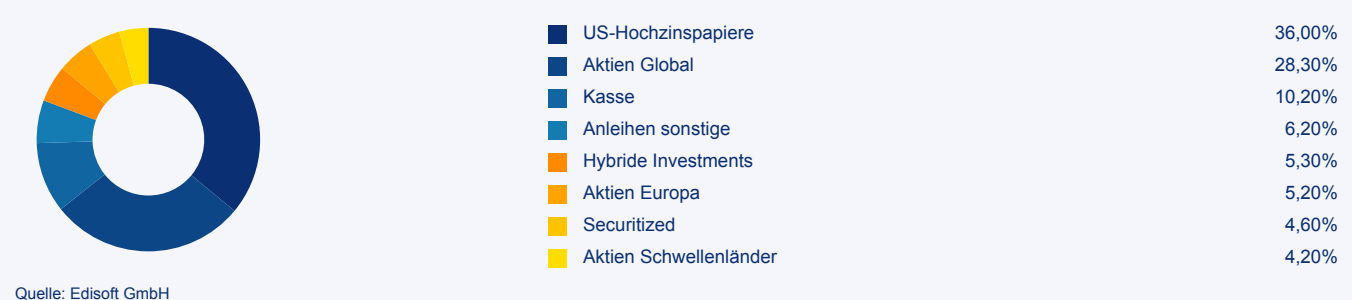 US-Hochzinspapiere 36,00%
Aktien Global 28,30%
Kasse 10,20%
Anleihen sonstige 6,20%
Hybride Investments 5,30%
Aktien Europa 5,20%
Securitized 4,60%
Aktien Schwellenländer 4,20%
Quelle: Edisoft GmbH